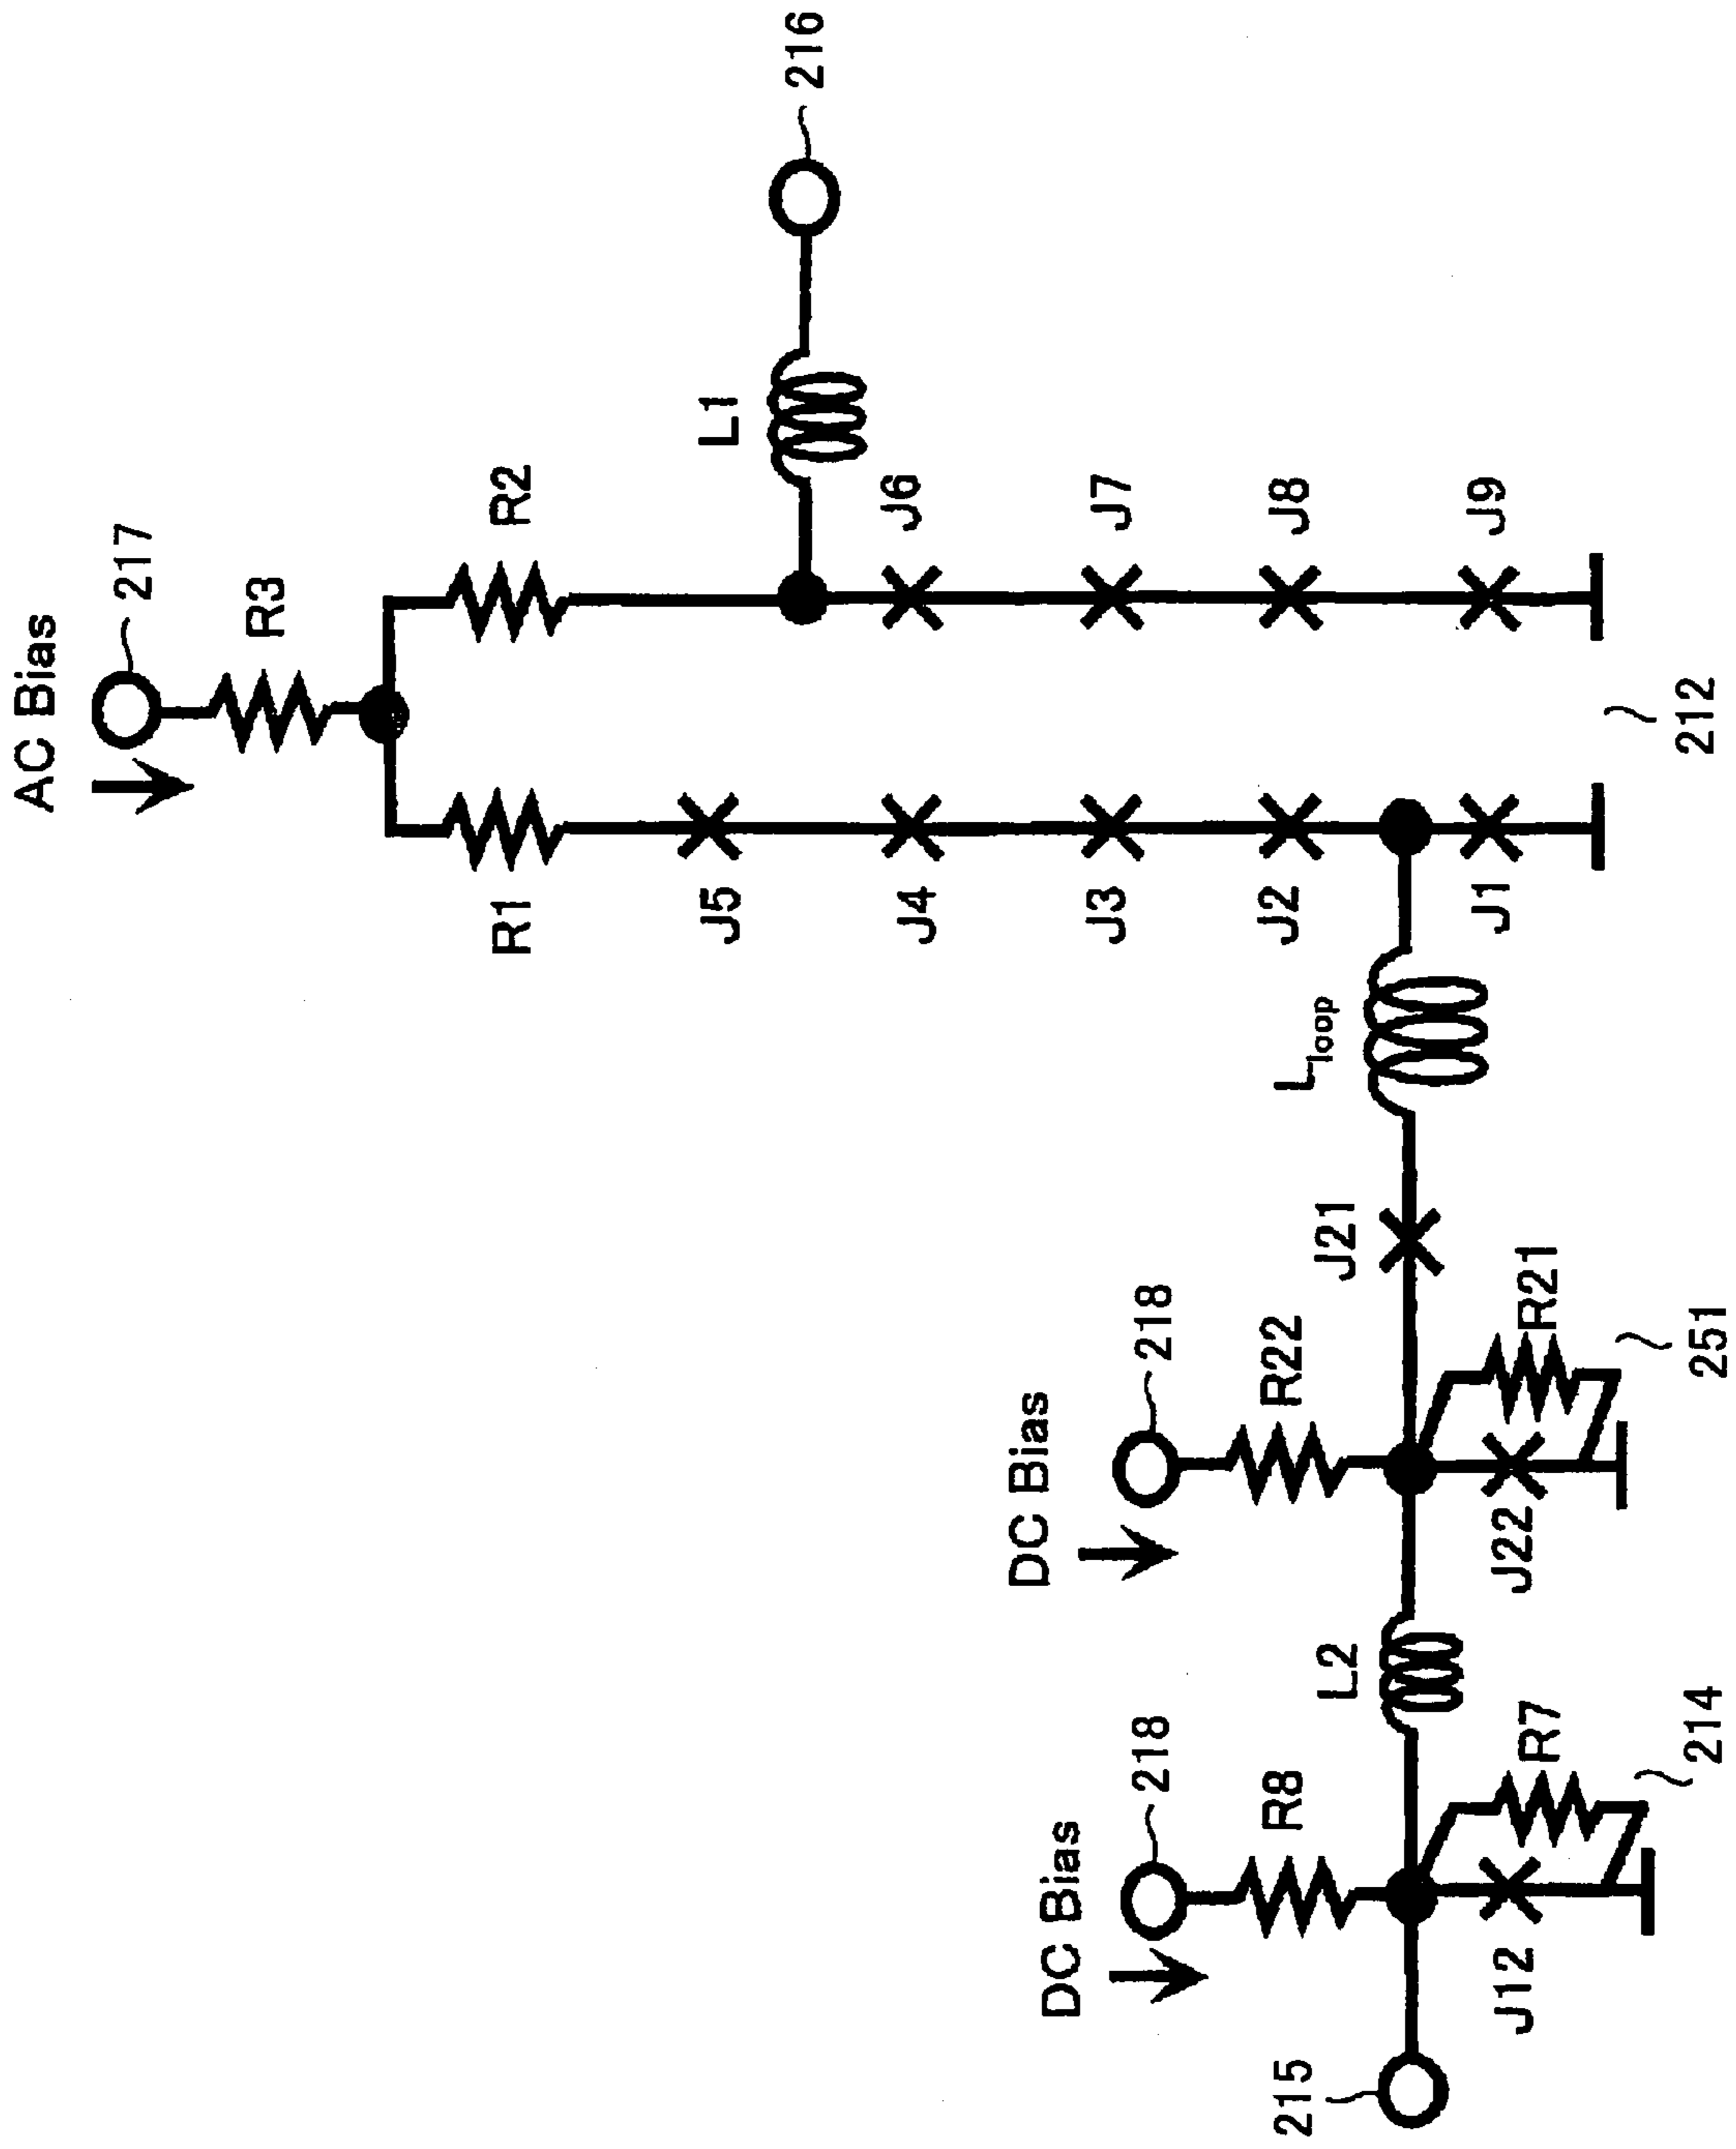 AC Bias
217
R3
R1
R2
J5
J4
J3
J2
J1
L1
216
J6
J7
J8
J9
212
Lloop
J21
DC Bias
218
R22
J22
R21
251
L2
DC Bias
218
R8
J12
R7
214
215